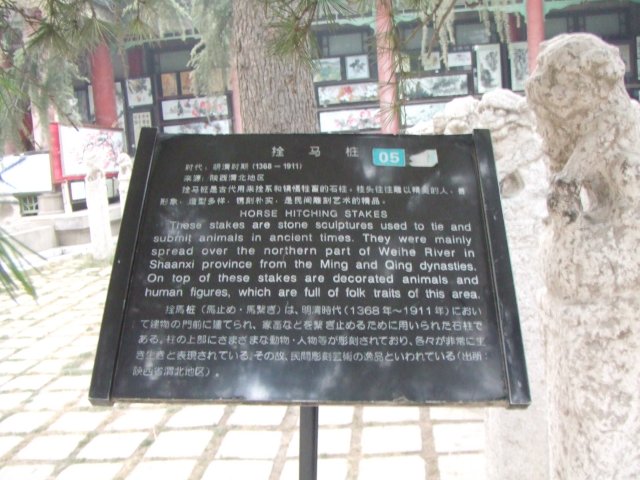 拴马桩
05
时代：明清时期（1368－1911）
来源：陕西渭北地区
拴马桩是古代用来拴系和镇慑牲畜的石柱，柱头往往雕以精美的人、兽
形象，造型多样，镌刻朴实，是民间雕刻艺术的精品。
HORSE HITCHING STAKES
These stakes are stone sculptures used to tie and
submit animals in ancient times. They were mainly
spread over the northern part of Weihe River in
Shaanxi province from the Ming and Qing dynasties.
On top of these stakes are decorated animals and
human figures, which are full of folk traits of this area.
拴馬樁（馬止め・馬繋ぎ）は、明清時代（1368年～1911年）におい
て建物の門前に建てられ、家畜などを繋ぎ止めるために用いられた石柱で
ある。柱の上部にさまざまな動物・人物等が彫刻されており、各々が非常に生
き生きと表現されている。その故、民間彫刻芸術の逸品といわれている（出所：
陝西省渭北地区）。